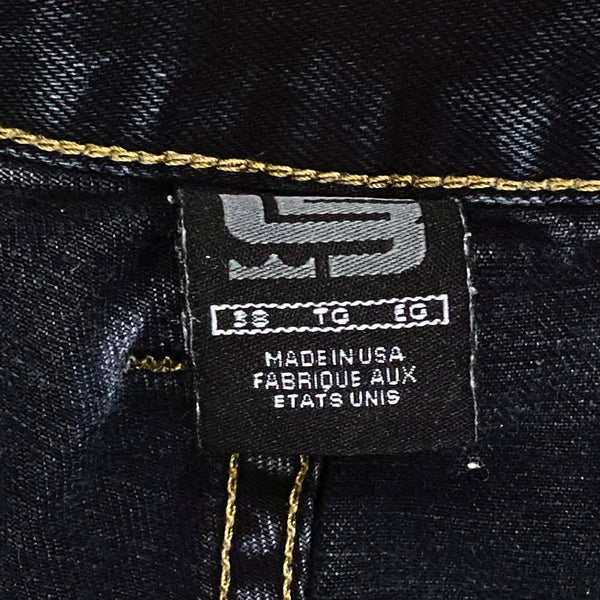 38 TG EG
MADE IN USA
FABRIQUE AUX
ETATS UNIS